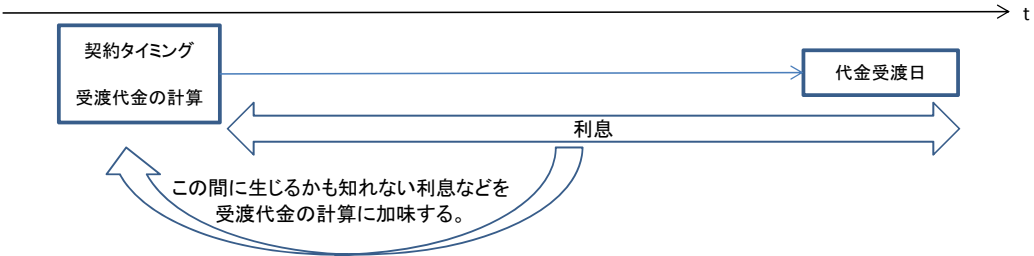 t
契約タイミング
受渡代金の計算
代金受渡日
利息
この間に生じるかも知れない利息などを
受渡代金の計算に加味する。